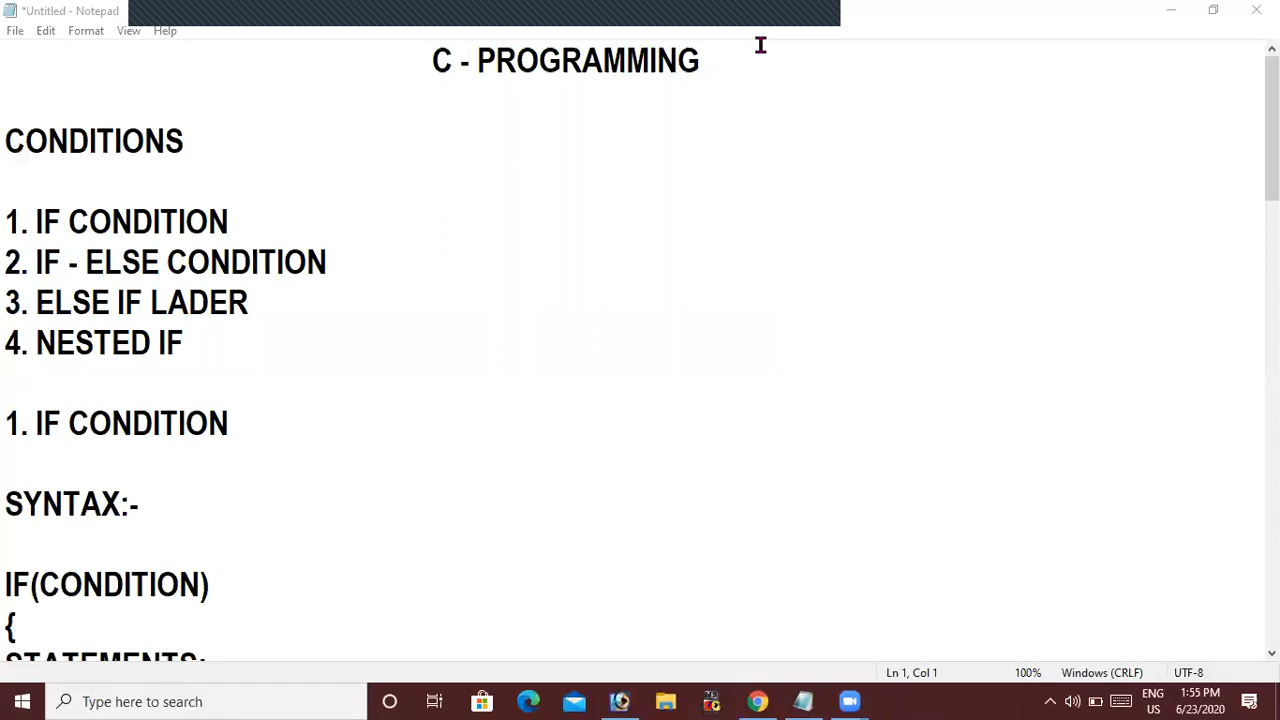 *Untitled - Notepad
File Edit Format View Help
C - PROGRAMMING
CONDITIONS
1. IF CONDITION
2. IF - ELSE CONDITION
3. ELSE IF LADER
4. NESTED IF
1. IF CONDITION
SYNTAX:-
IF(CONDITION)
{
STATEMENTS;
Ln 1, Col 1 100% Windows (CRLF) UTF-8
Type here to search
ENG
US
1:55 PM
6/23/2020